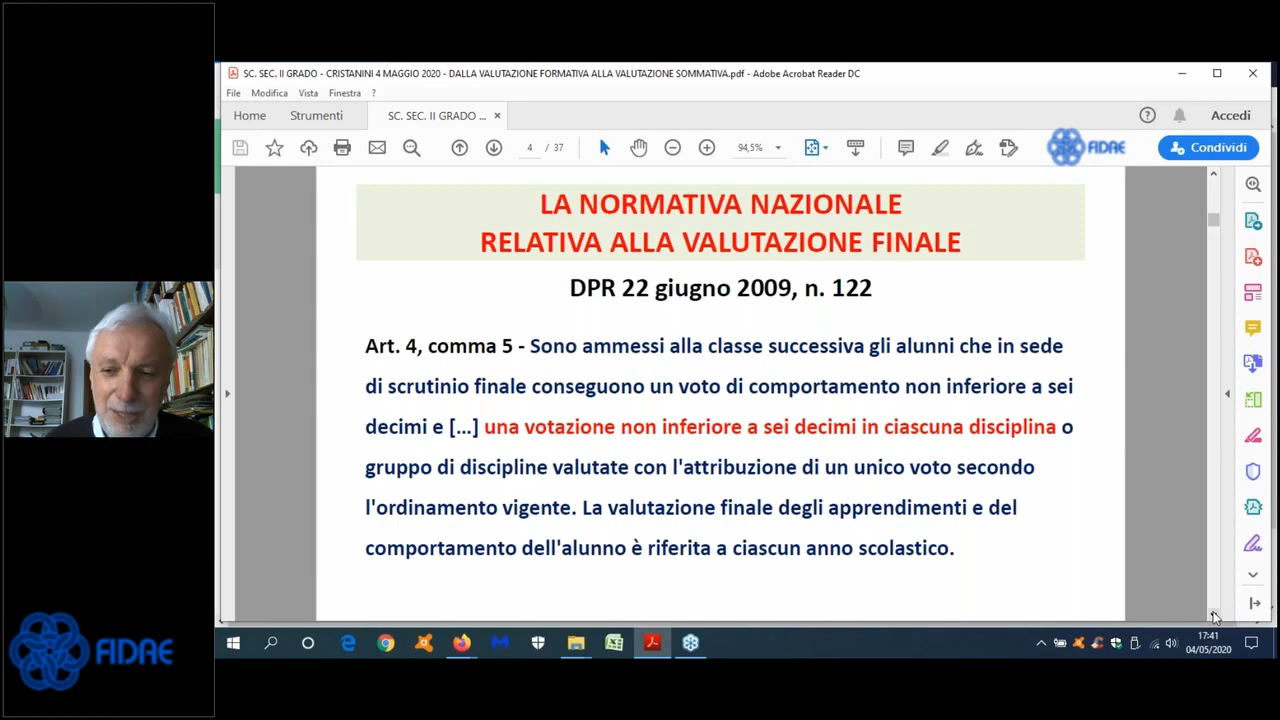 SC. SEC. II GRADO - CRISTANINI 4 MAGGIO 2020 - DALLA VALUTAZIONE FORMATIVA ALLA VALUTAZIONE SOMMATIVA.pdf - Adobe Acrobat Reader DC
File Modifica Vista Finestra ?
Home Strumenti SC. SEC. II GRADO ... × Accedi
4 / 37 94,5% FIDAE Condividi
LA NORMATIVA NAZIONALE
RELATIVA ALLA VALUTAZIONE FINALE
DPR 22 giugno 2009, n. 122
Art. 4, comma 5 - Sono ammessi alla classe successiva gli alunni che in sede
di scrutinio finale conseguono un voto di comportamento non inferiore a sei
decimi e [...] una votazione non inferiore a sei decimi in ciascuna disciplina o
gruppo di discipline valutate con l'attribuzione di un unico voto secondo
l'ordinamento vigente. La valutazione finale degli apprendimenti e del
comportamento dell'alunno è riferita a ciascun anno scolastico.
FIDAE
17:41
04/05/2020